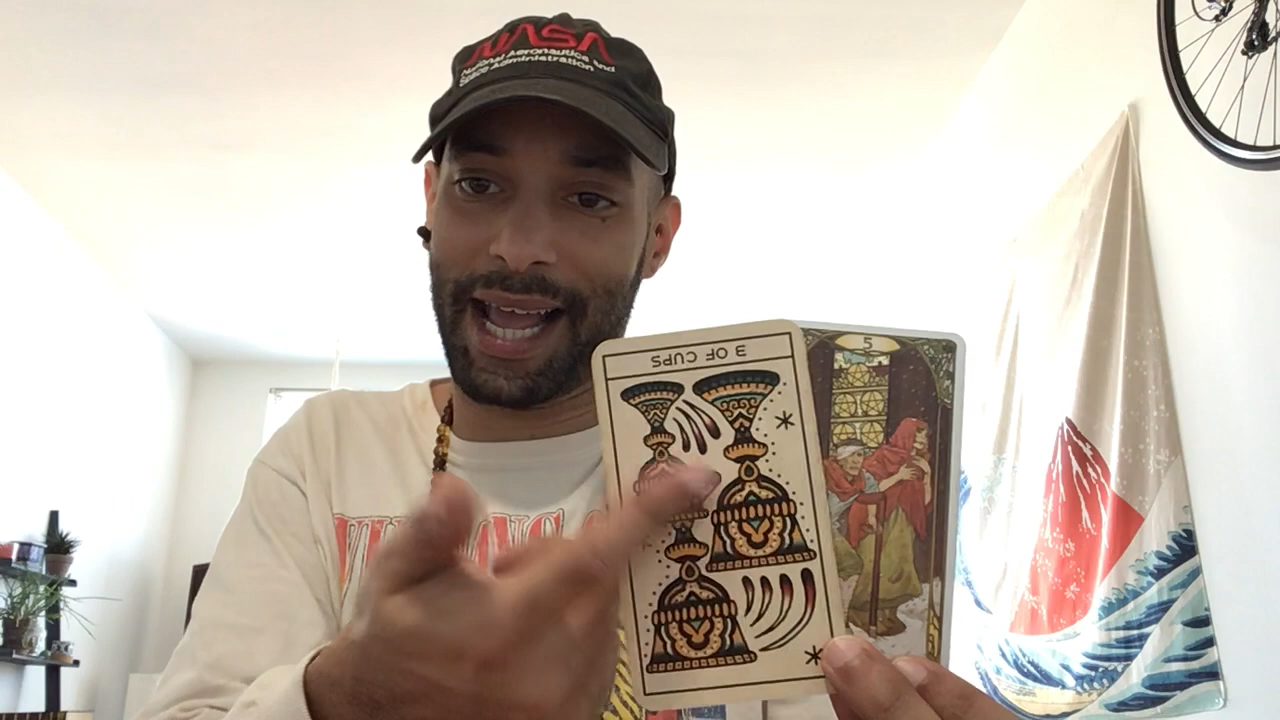 NASA
National Aeronautics and
Space Administration
3 OF CUPS
5